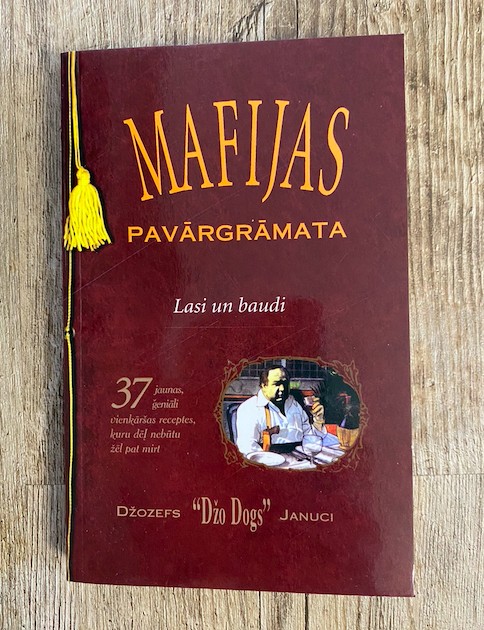 MAFIJAS
PAVĀRGRĀMATA
Lasi un baudi
37 jaunas,
ģeniāli
vienkāršas receptes,
kuru dēļ nebūtu
žēl pat mirt
DŽOZEFS "Džo Dogs" JANUCI